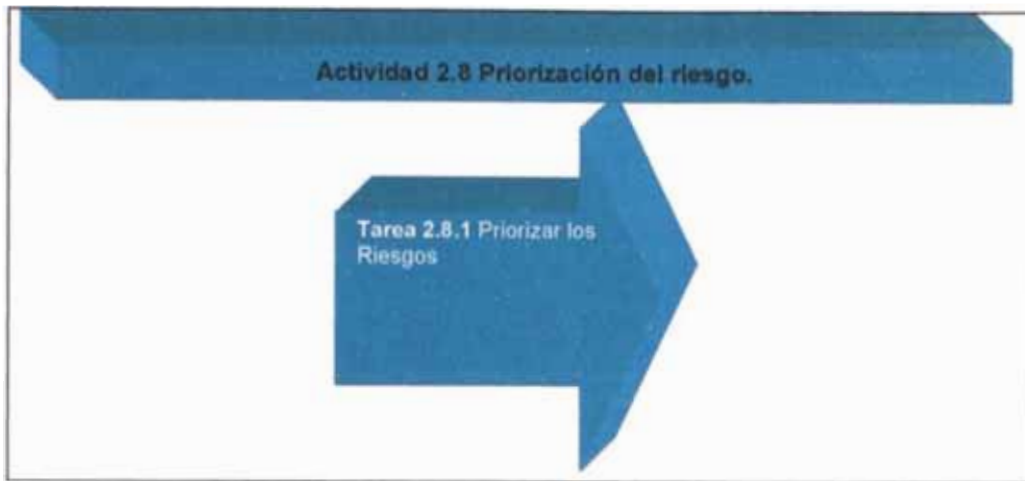 Actividad 2.8 Priorización del riesgo.
Tarea 2.8.1 Priorizar los
Riesgos